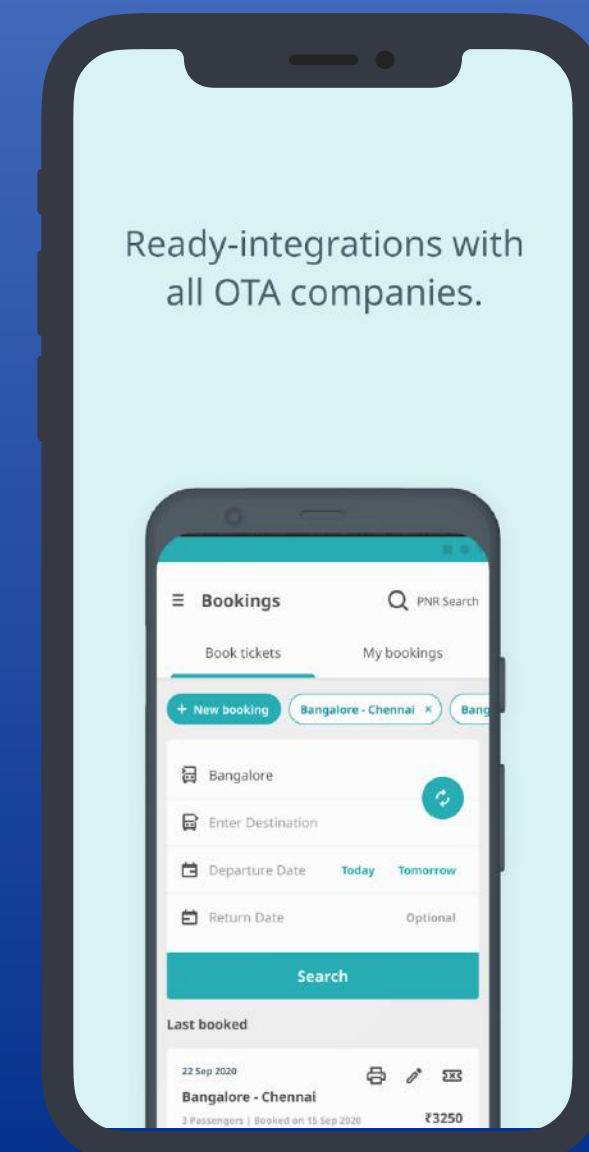 Ready-integrations with
all OTA companies.
Bookings
PNR Search
Book tickets
My bookings
+ New booking
Bangalore - Chennai ×
Bang
Bangalore
Enter Destination
Departure Date
Today
Tomorrow
Return Date
Optional
Search
Last booked
22 Sep 2020
Bangalore - Chennai
3 Passengers | Booked on 15 Sep 2020
₹3250